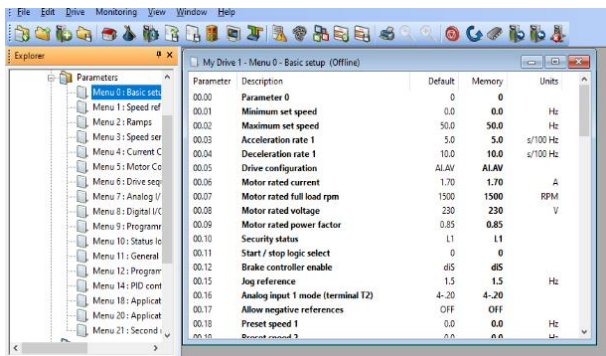 File Edit Drive Monitoring View Window Help
Explorer
Parameters
Menu 0 : Basic setu
Menu 1 : Speed ref
Menu 2 : Ramps
Menu 3 : Speed ser
Menu 4 : Current C
Menu 5 : Motor Co
Menu 6 : Drive seq
Menu 7 : Analog I/
Menu 8 : Digital I/C
Menu 9 : Programr
Menu 10 : Status lo
Menu 11 : General
Menu 12 : Program
Menu 14 : PID cont
Menu 18 : Applicat
Menu 20 : Applicat
Menu 21 : Second
My Drive 1 - Menu 0 - Basic setup (Offline)
Parameter Description Default Memory Units
00.00 Parameter 0 0 0
00.01 Minimum set speed 0.0 0.0 Hz
00.02 Maximum set speed 50.0 50.0 Hz
00.03 Acceleration rate 1 5.0 5.0 s/100 Hz
00.04 Deceleration rate 1 10.0 10.0 s/100 Hz
00.05 Drive configuration AI.AV AI.AV
00.06 Motor rated current 1.70 1.70 A
00.07 Motor rated full load rpm 1500 1500 RPM
00.08 Motor rated voltage 230 230 V
00.09 Motor rated power factor 0.85 0.85
00.10 Security status L1 L1
00.11 Start / stop logic select 0 0
00.12 Brake controller enable diS diS
00.15 Jog reference 1.5 1.5 Hz
00.16 Analog input 1 mode (terminal T2) 4-.20 4-.20
00.17 Allow negative references OFF OFF
00.18 Preset speed 1 0.0 0.0 Hz
00.19 Preset speed 2 0.0 0.0 Hz